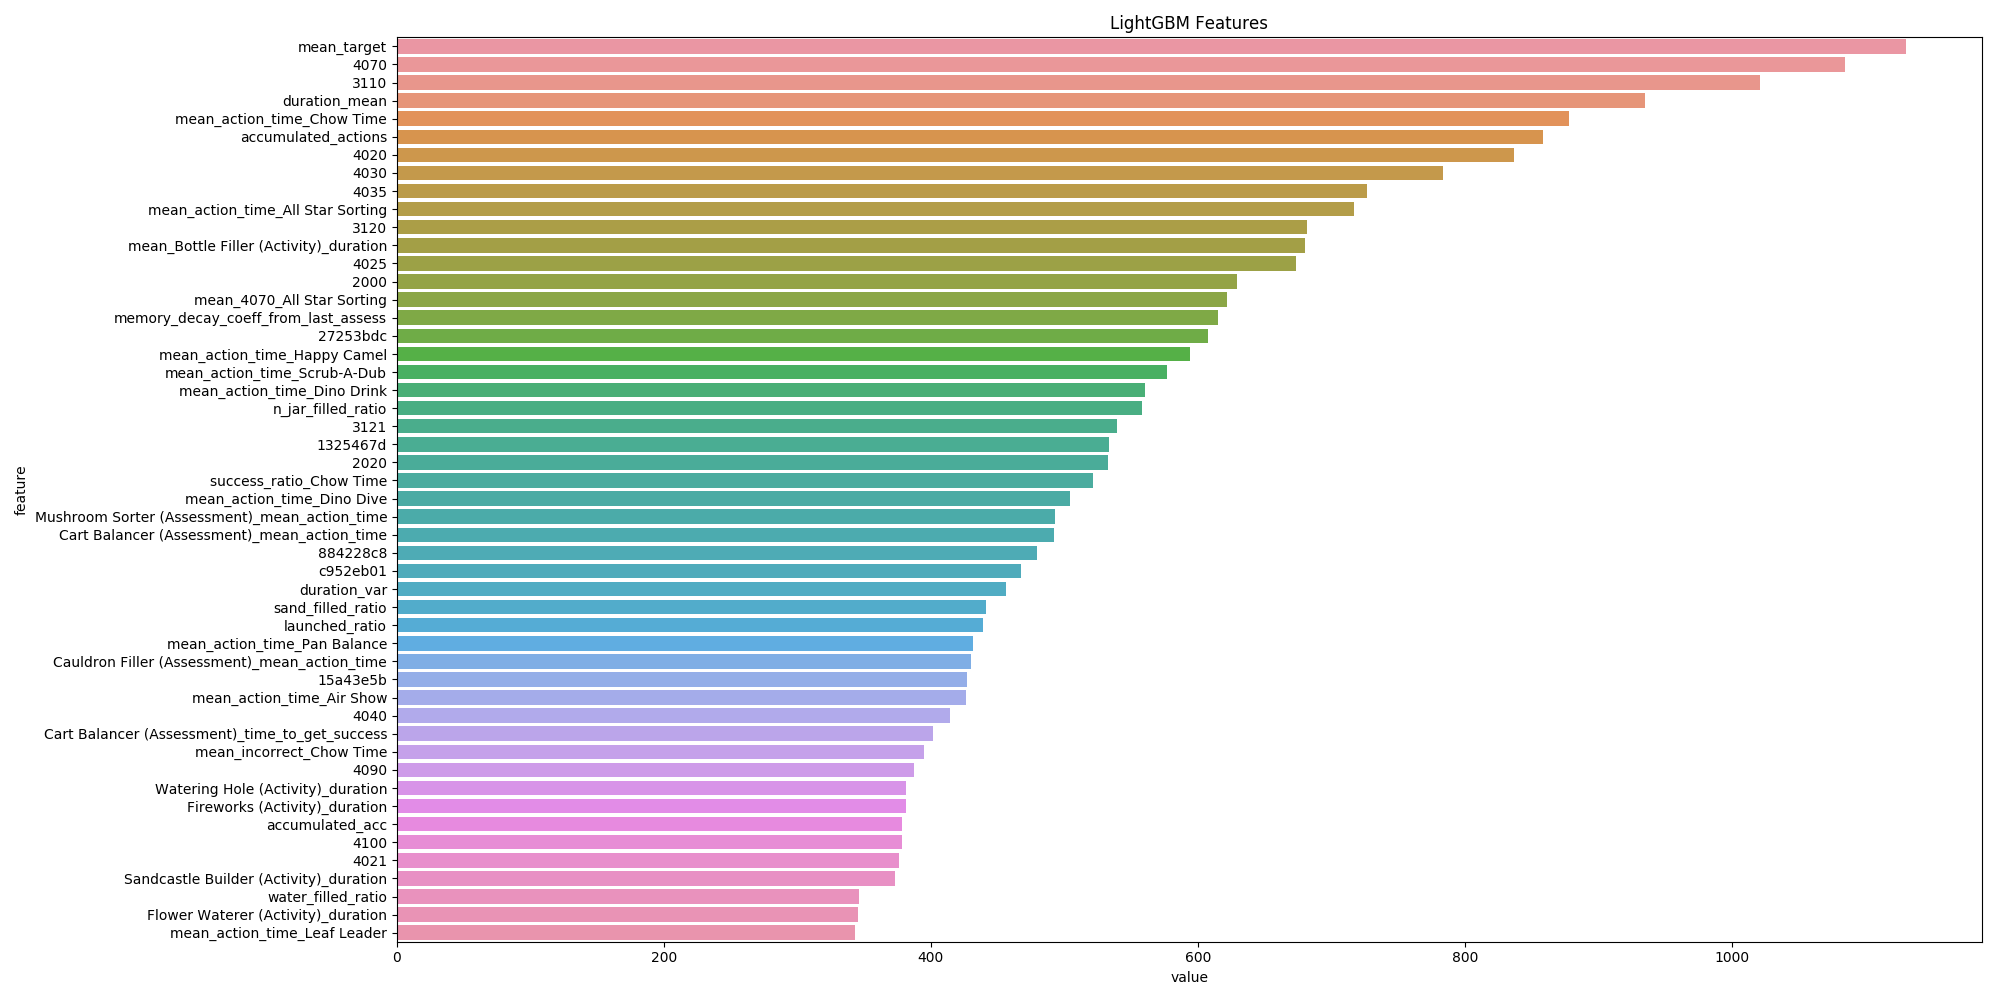 LightGBM Features
mean_target
4070
3110
duration_mean
mean_action_time_Chow Time
accumulated_actions
4020
4030
4035
mean_action_time_All Star Sorting
3120
mean_Bottle Filler (Activity)_duration
4025
2000
mean_4070_All Star Sorting
memory_decay_coeff_from_last_assess
27253bdc
mean_action_time_Happy Camel
mean_action_time_Scrub-A-Dub
mean_action_time_Dino Drink
n_jar_filled_ratio
3121
1325467d
2020
success_ratio_Chow Time
mean_action_time_Dino Dive
Mushroom Sorter (Assessment)_mean_action_time
Cart Balancer (Assessment)_mean_action_time
884228c8
c952eb01
duration_var
sand_filled_ratio
launched_ratio
mean_action_time_Pan Balance
Cauldron Filler (Assessment)_mean_action_time
15a43e5b
mean_action_time_Air Show
4040
Cart Balancer (Assessment)_time_to_get_success
mean_incorrect_Chow Time
4090
Watering Hole (Activity)_duration
Fireworks (Activity)_duration
accumulated_acc
4100
4021
Sandcastle Builder (Activity)_duration
water_filled_ratio
Flower Waterer (Activity)_duration
mean_action_time_Leaf Leader
feature
0 200 400 600 800 1000
value